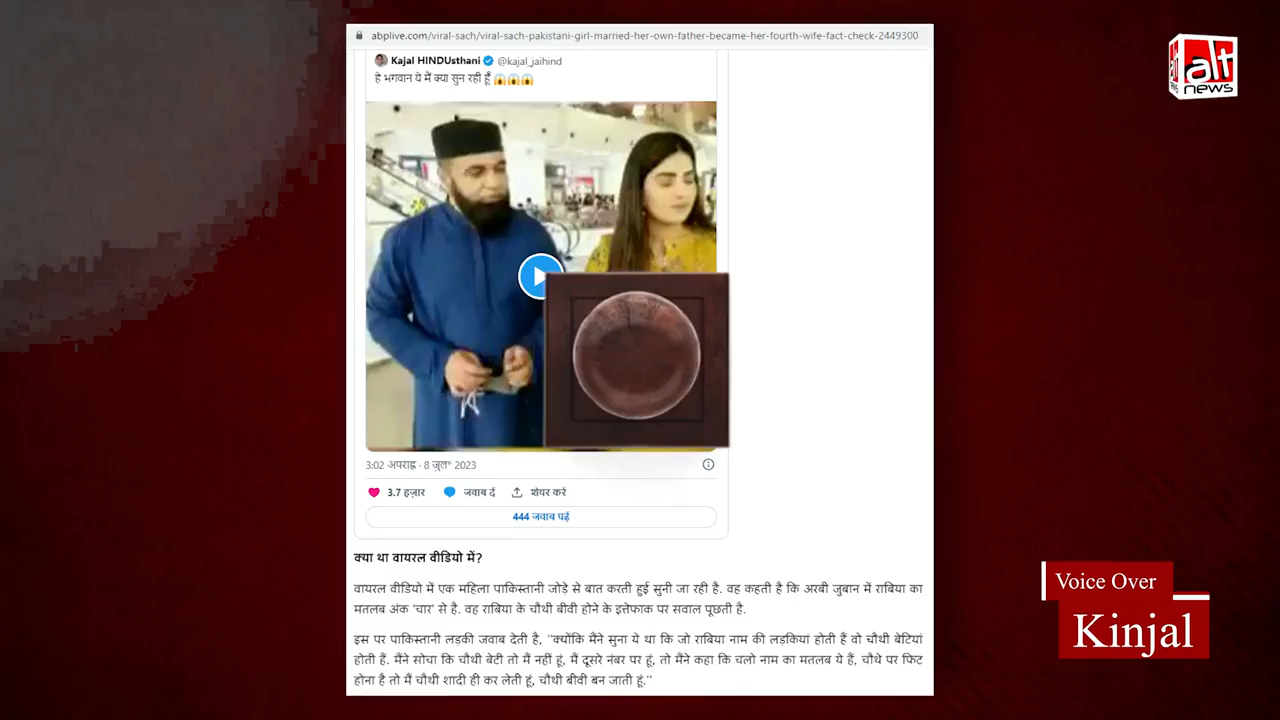 abplive.com/viral-sach/viral-sach-pakistani-girl-married-her-own-father-became-her-fourth-wife-fact-check-2449300
Kajal HINDUsthani @kajal_jaihind
हे भगवान ये मैं क्या सुन रही हूँ 😱😱😱
alt
news
3:02 अपराह्न · 8 जुल॰ 2023
3.7 हज़ार जवाब दें शेयर करें
444 जवाब पढ़ें
क्या था वायरल वीडियो में?
वायरल वीडियो में एक महिला पाकिस्तानी जोड़े से बात करती हुई सुनी जा रही है. वह कहती है कि अरबी जुबान में राबिया का
मतलब अंक 'चार' से है. वह राबिया के चौथी बीवी होने के इत्तेफाक पर सवाल पूछती है.
इस पर पाकिस्तानी लड़की जवाब देती है, ''क्योंकि मैंने सुना ये था कि जो राबिया नाम की लड़कियां होती हैं वो चौथी बेटियां
होती हैं. मैंने सोचा कि चौथी बेटी तो मैं नहीं हूं, मैं दूसरे नंबर पर हूं, तो मैंने कहा कि चलो नाम का मतलब ये हैं, चौथे पर फिट
होना है तो मैं चौथी शादी ही कर लेती हूं, चौथी बीवी बन जाती हूं.''
Voice Over
Kinjal